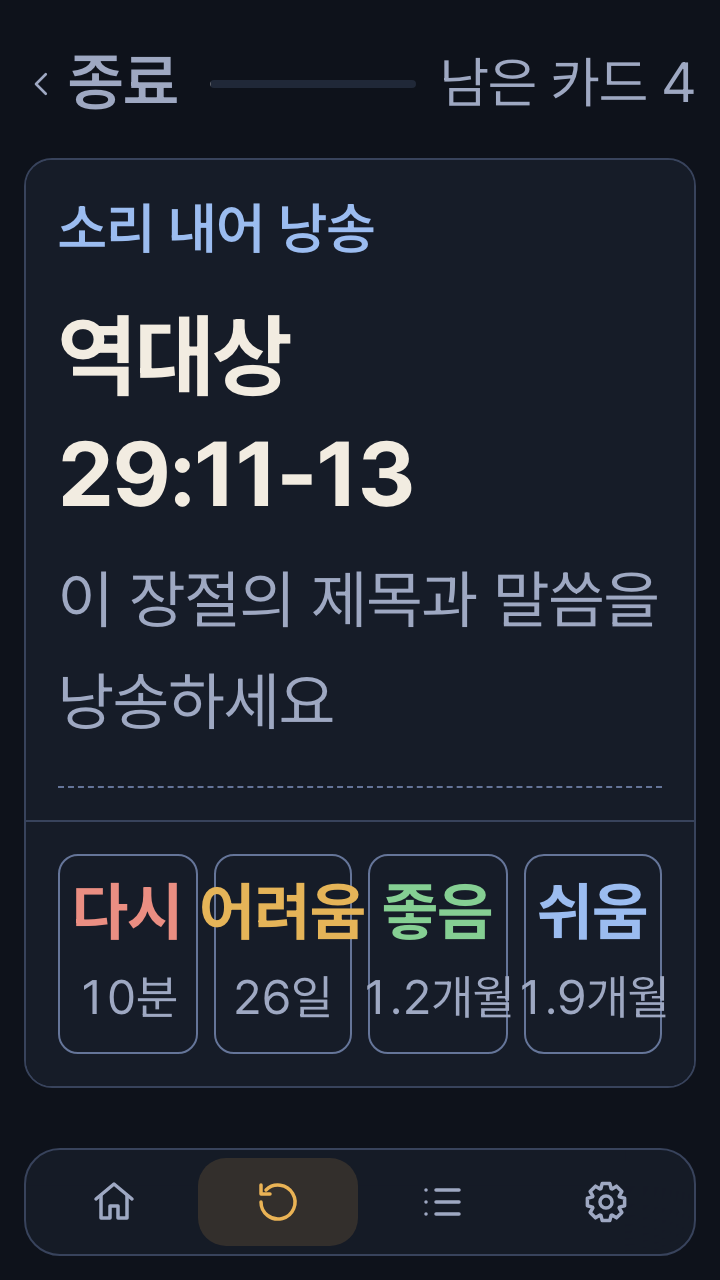 종료
남은 카드 4
소리 내어 낭송
역대상
29:11-13
이 장절의 제목과 말씀을
낭송하세요
다시 어려움 좋음 쉬움
10분 26일 1.2개월 1.9개월